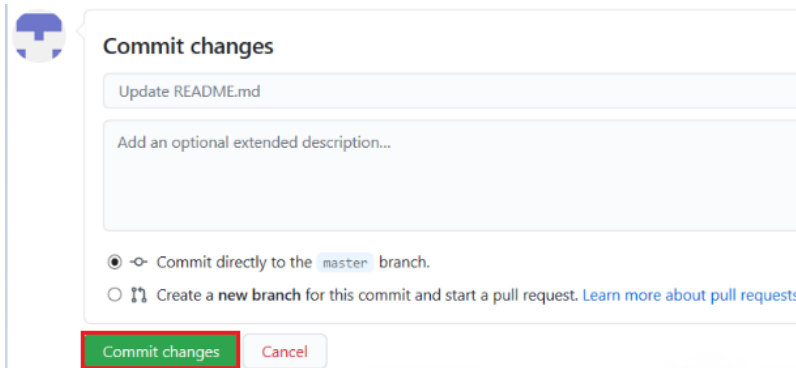 Commit changes
Update README.md
Add an optional extended description...
Commit directly to the master branch.
Create a new branch for this commit and start a pull request. Learn more about pull requests
Commit changes Cancel